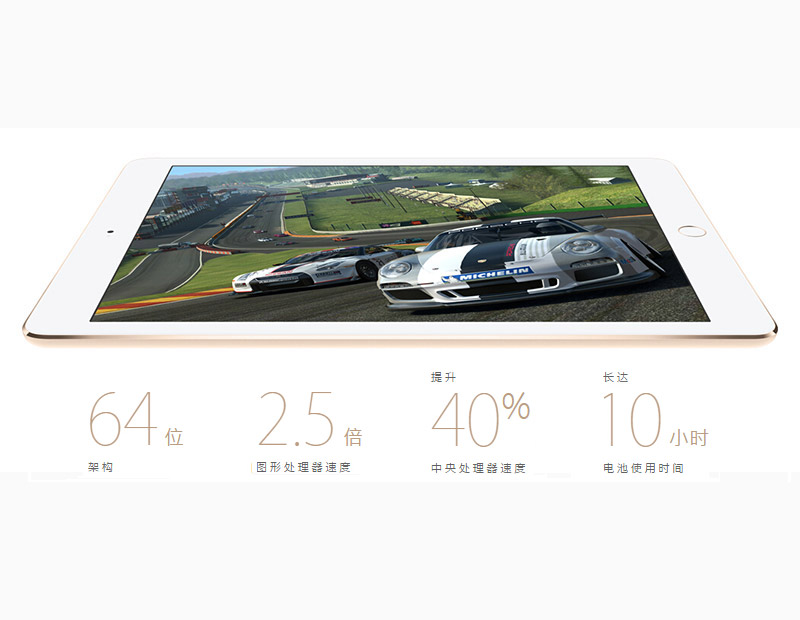 MICHELIN
64位
架构
2.5倍
图形处理器速度
提升
40%
中央处理器速度
长达
10小时
电池使用时间